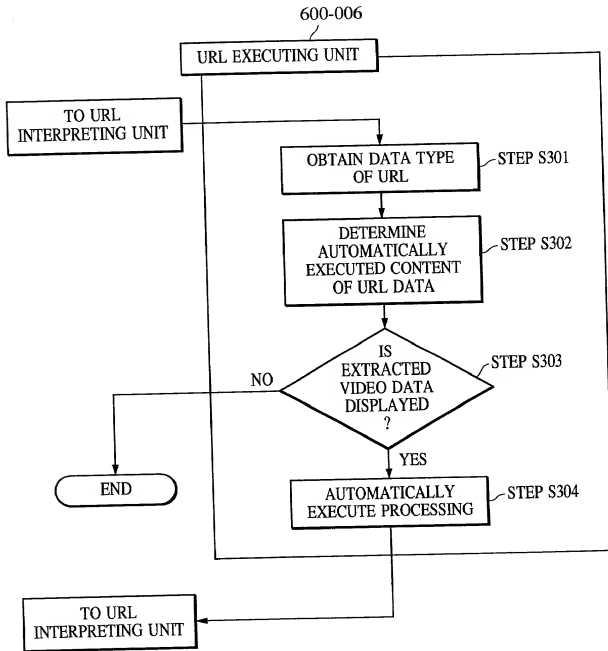 600-006
URL EXECUTING UNIT
TO URL
INTERPRETING UNIT
OBTAIN DATA TYPE
OF URL
STEP S301
DETERMINE
AUTOMATICALLY
EXECUTED CONTENT
OF URL DATA
STEP S302
IS
EXTRACTED
VIDEO DATA
DISPLAYED
?
STEP S303
NO
YES
END
AUTOMATICALLY
EXECUTE PROCESSING
STEP S304
TO URL
INTERPRETING UNIT